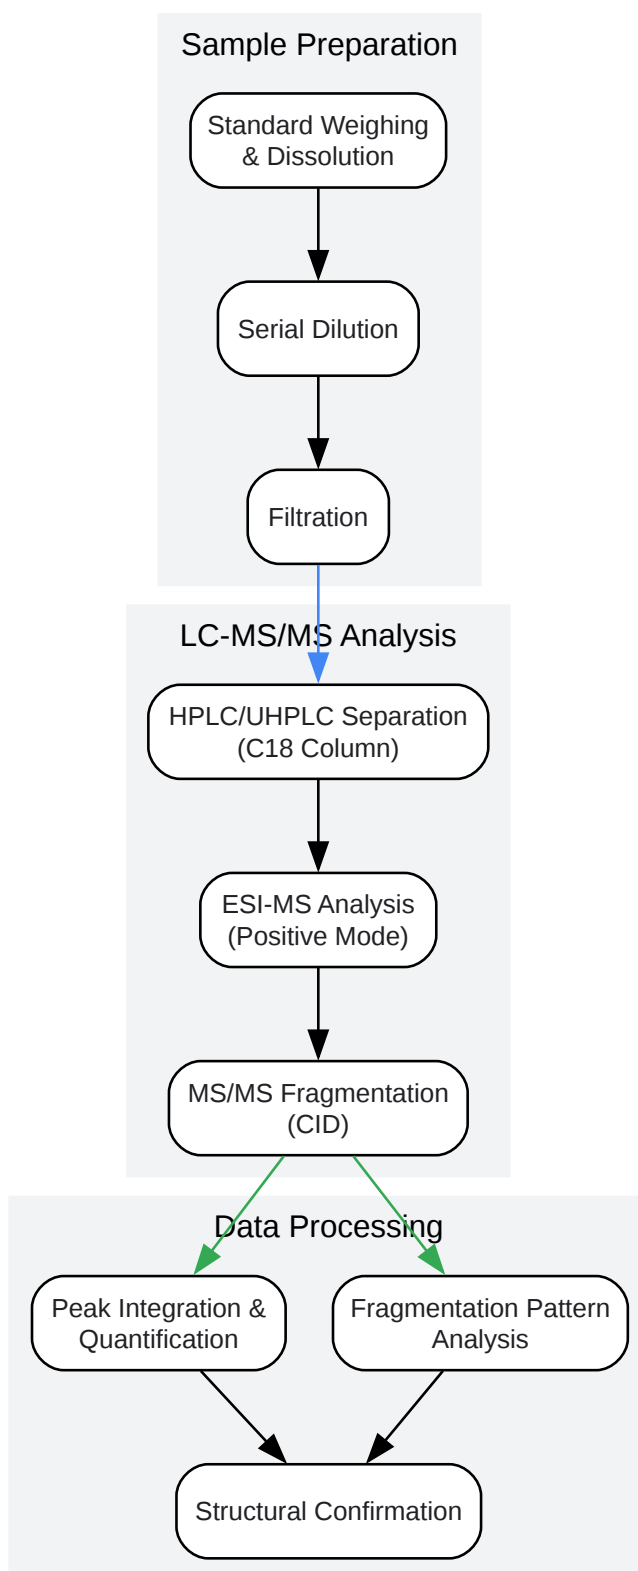 Sample Preparation
Standard Weighing
& Dissolution
Serial Dilution
Filtration
LC-MS/MS Analysis
HPLC/UHPLC Separation
(C18 Column)
ESI-MS Analysis
(Positive Mode)
MS/MS Fragmentation
(CID)
Data Processing
Peak Integration &
Quantification
Fragmentation Pattern
Analysis
Structural Confirmation